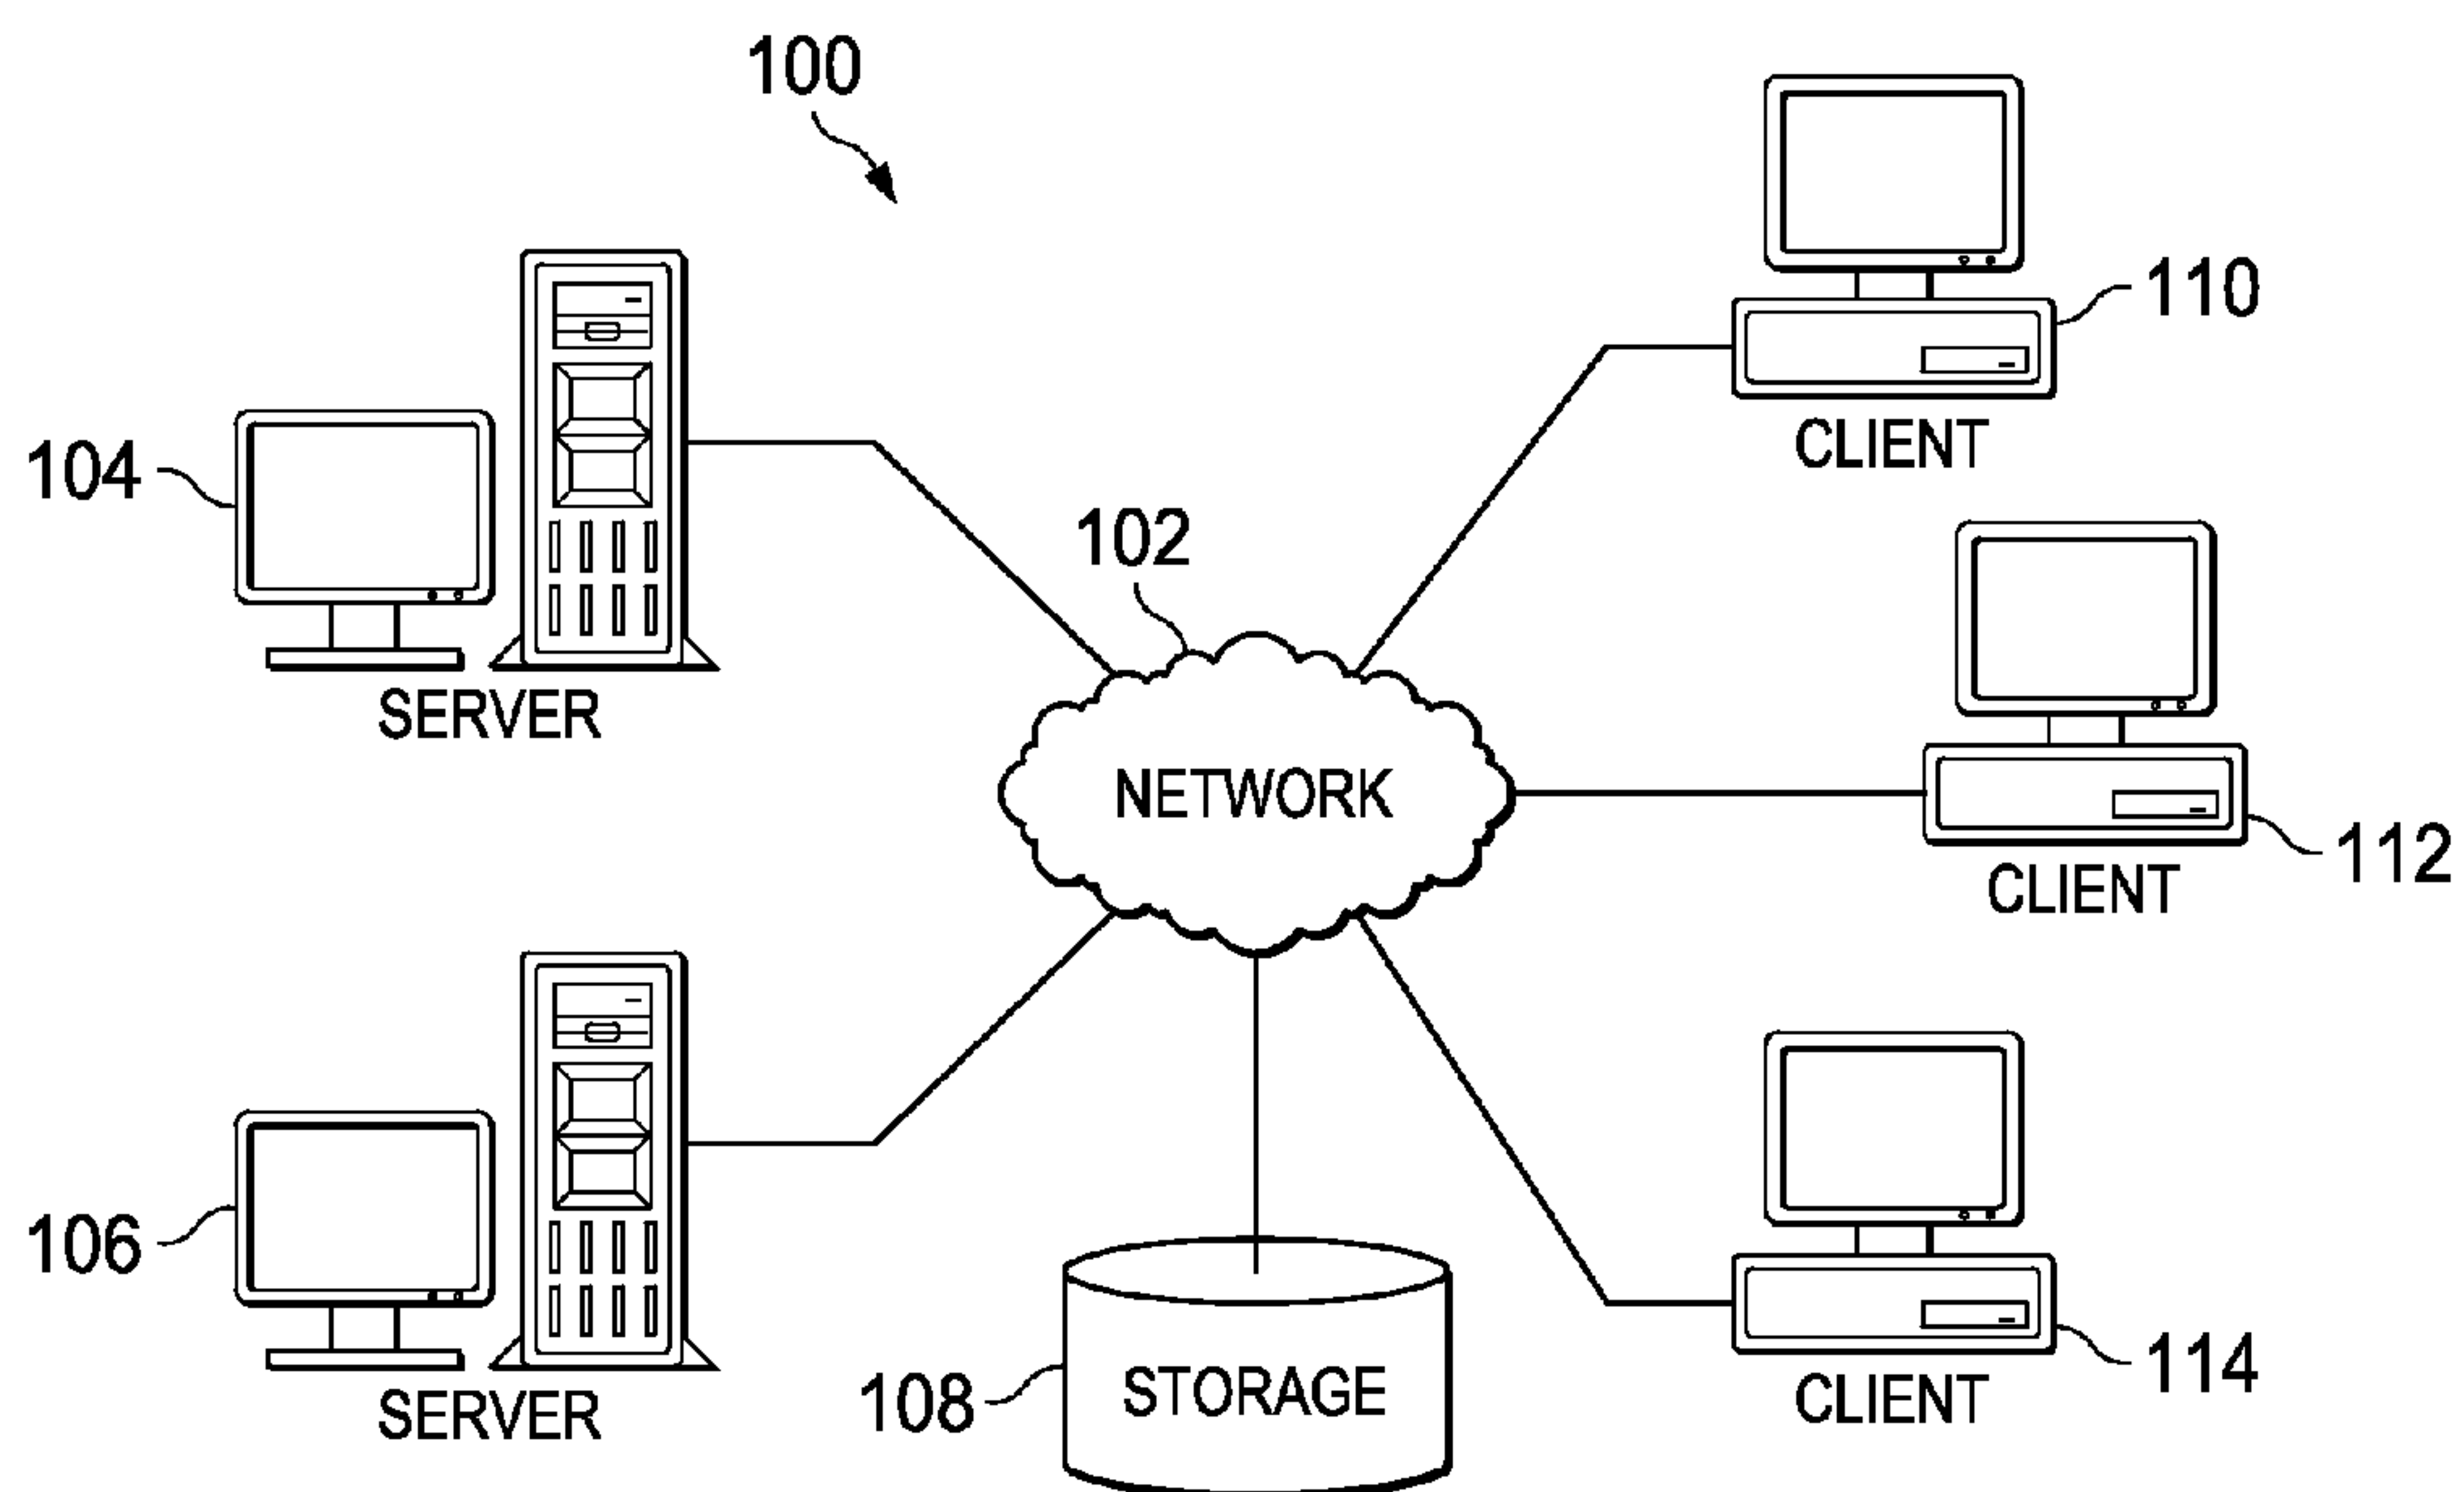 100
110
CLIENT
104
SERVER
102
NETWORK
112
CLIENT
106
SERVER
108
STORAGE
114
CLIENT